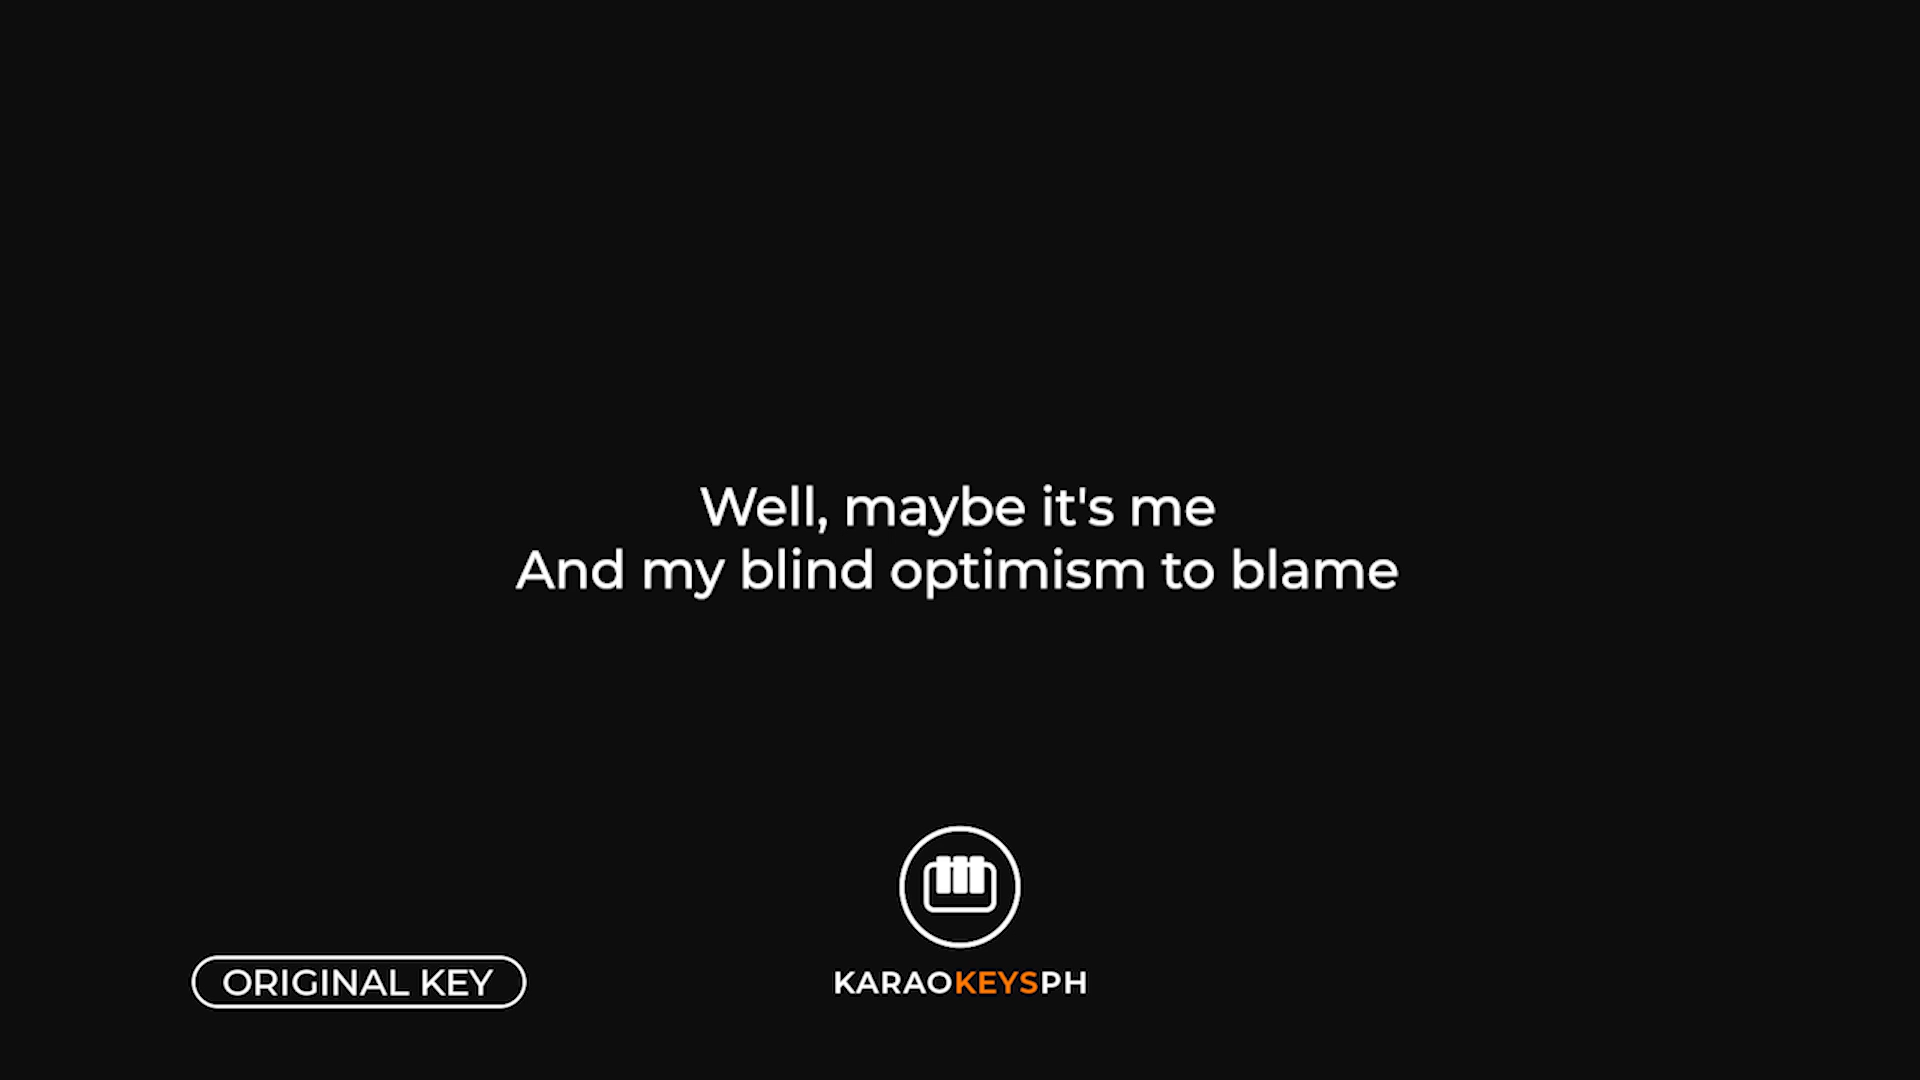 Well, maybe it's me
And my blind optimism to blame
ORIGINAL KEY
KARAOKEYSPH